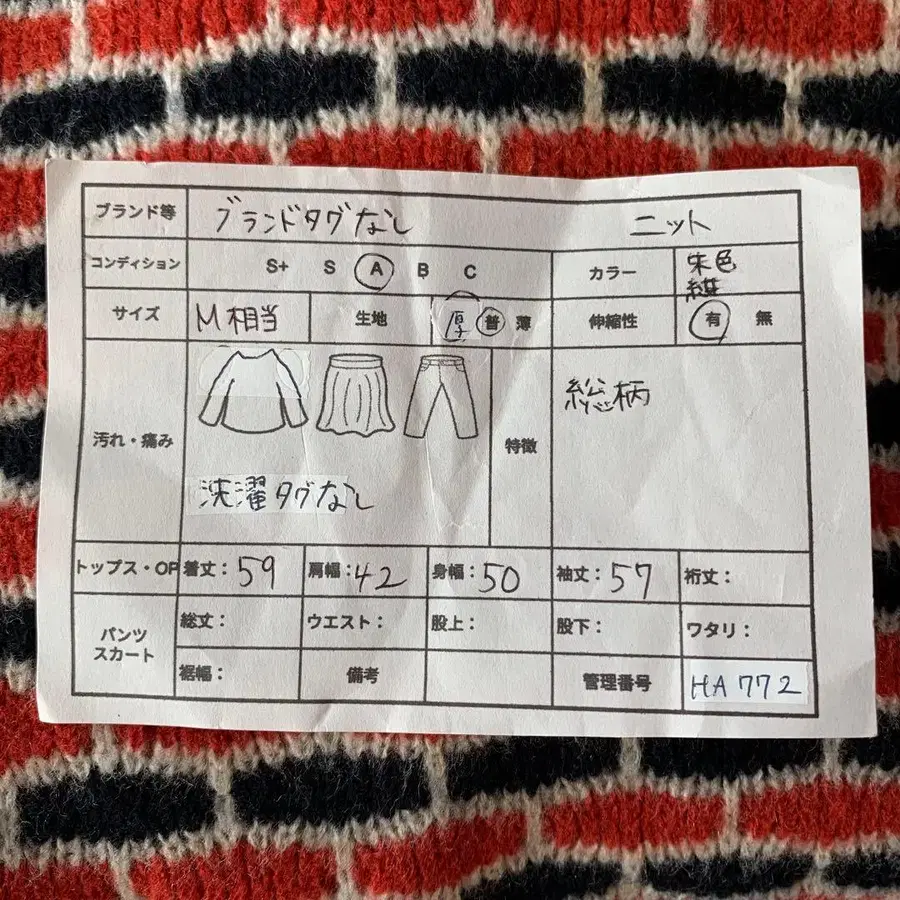 ブランド等 ブランドタグなし ニット
コンディション S+ S A B C カラー 朱色
サイズ M相当 生地 厚 普 薄 伸縮性 有 無
汚れ・痛み 洗濯タグなし 特徴 総柄
トップス・OP 着丈：59 肩幅：42 身幅：50 袖丈：57 裄丈：
パンツ
スカート
総丈： ウエスト： 股上： 股下： ワタリ：
裾幅： 備考 管理番号 HA772